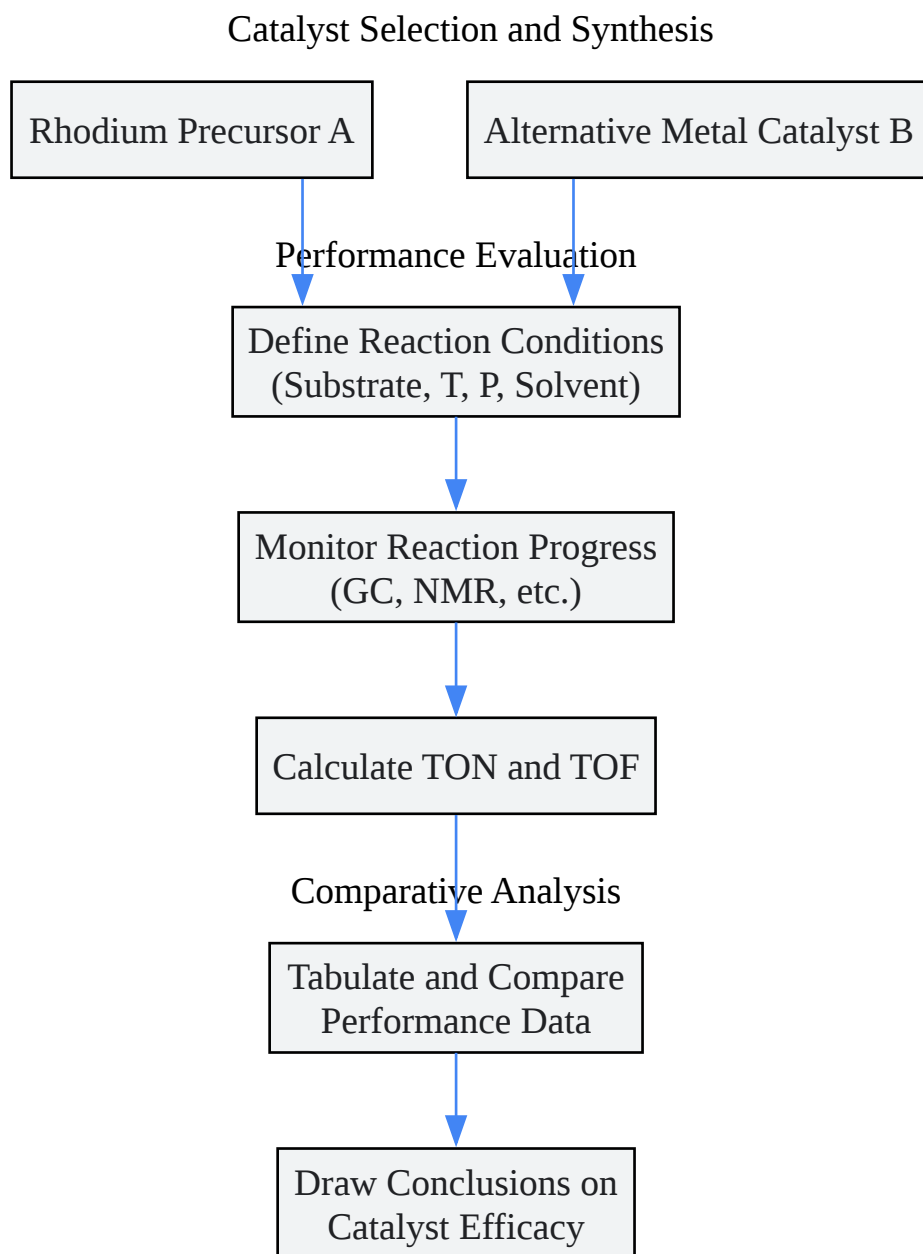 Catalyst Selection and Synthesis
Rhodium Precursor A
Alternative Metal Catalyst B
Performance Evaluation
Define Reaction Conditions
(Substrate, T, P, Solvent)
Monitor Reaction Progress
(GC, NMR, etc.)
Calculate TON and TOF
Comparative Analysis
Tabulate and Compare
Performance Data
Draw Conclusions on
Catalyst Efficacy